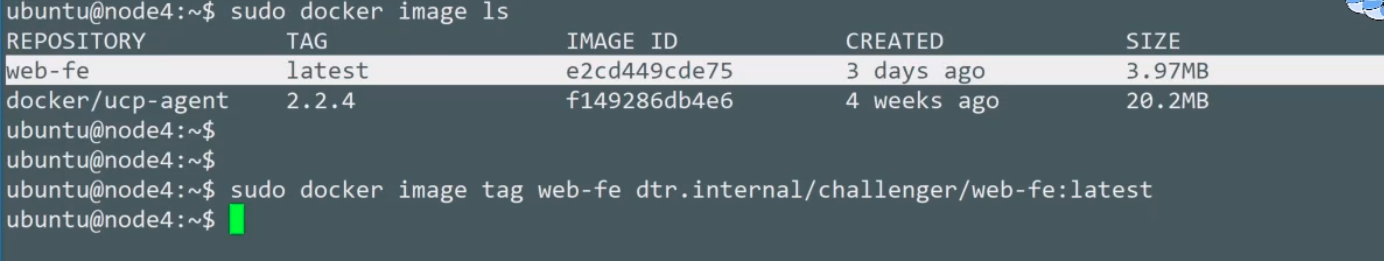 ubuntu@node4:~$ sudo docker image ls
REPOSITORY TAG IMAGE ID CREATED SIZE
web-fe latest e2cd449cde75 3 days ago 3.97MB
docker/ucp-agent 2.2.4 f149286db4e6 4 weeks ago 20.2MB
ubuntu@node4:~$
ubuntu@node4:~$
ubuntu@node4:~$ sudo docker image tag web-fe dtr.internal/challenger/web-fe:latest
ubuntu@node4:~$